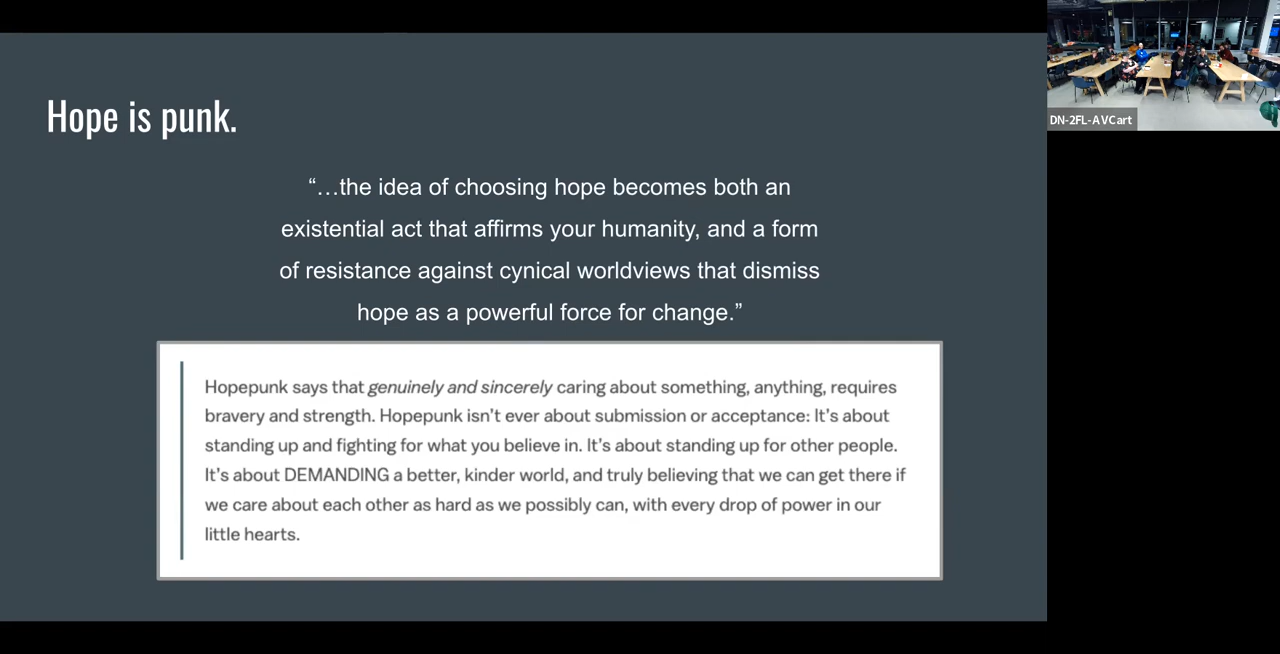 Hope is punk.
“…the idea of choosing hope becomes both an
existential act that affirms your humanity, and a form
of resistance against cynical worldviews that dismiss
hope as a powerful force for change.”
Hopepunk says that genuinely and sincerely caring about something, anything, requires
bravery and strength. Hopepunk isn’t ever about submission or acceptance: It’s about
standing up and fighting for what you believe in. It’s about standing up for other people.
It’s about DEMANDING a better, kinder world, and truly believing that we can get there if
we care about each other as hard as we possibly can, with every drop of power in our
little hearts.
DN-2FL-AVCart